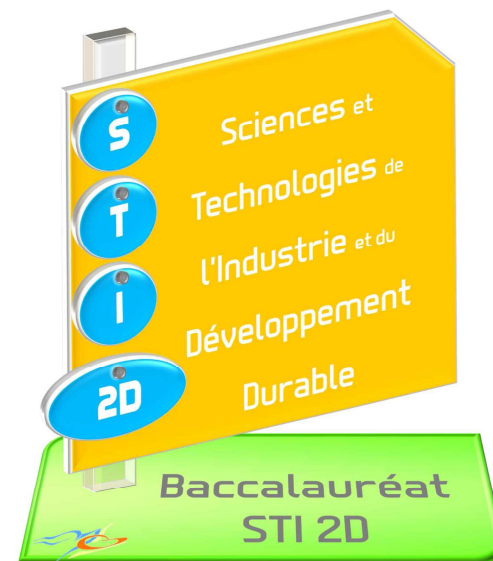 S
Sciences et
T
Technologies de
I
l'Industrie et du
2D
Développement
Durable
Baccalauréat
STI 2D